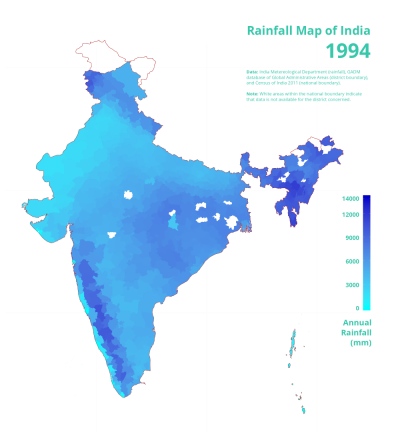 Rainfall Map of India
1994
Data: India Meteorological Department (rainfall), GADM
database of Global Administrative Areas (district boundary),
and Census of India 2011 (national boundary).
Note: White areas within the national boundary indicate
that data is not available for the district concerned.
14000
12000
9000
6000
3000
0
Annual
Rainfall
(mm)